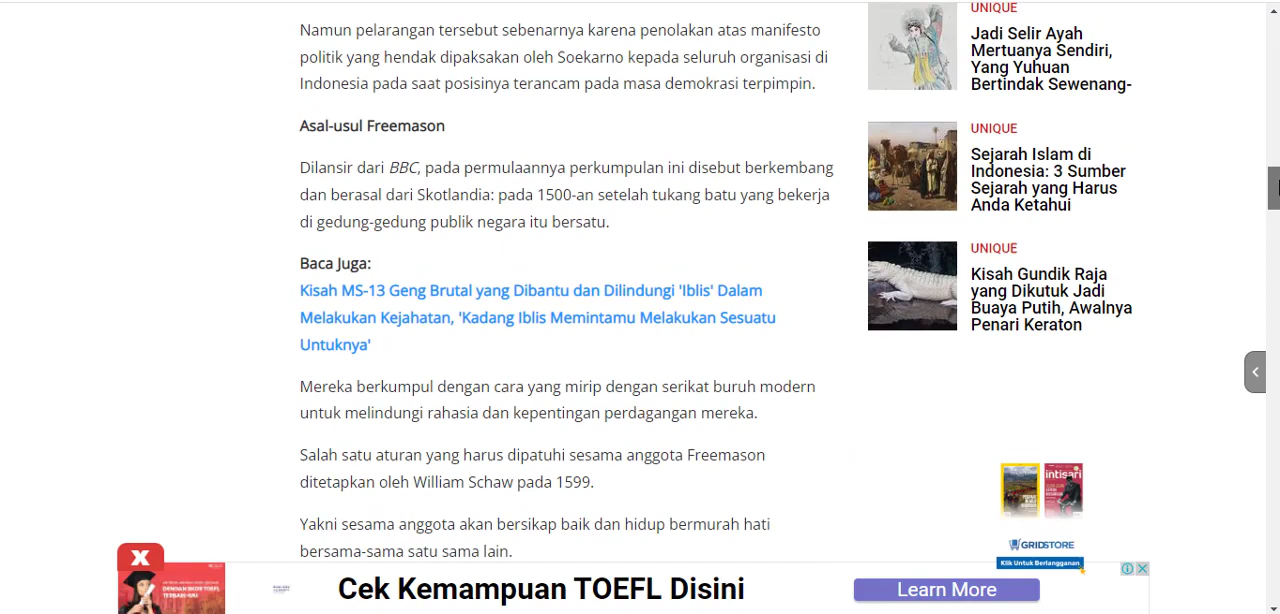 Namun pelarangan tersebut sebenarnya karena penolakan atas manifesto
politik yang hendak dipaksakan oleh Soekarno kepada seluruh organisasi di
Indonesia pada saat posisinya terancam pada masa demokrasi terpimpin.
Asal-usul Freemason
Dilansir dari BBC, pada permulaannya perkumpulan ini disebut berkembang
dan berasal dari Skotlandia: pada 1500-an setelah tukang batu yang bekerja
di gedung-gedung publik negara itu bersatu.
Baca Juga:
Kisah MS-13 Geng Brutal yang Dibantu dan Dilindungi 'Iblis' Dalam
Melakukan Kejahatan, 'Kadang Iblis Memintamu Melakukan Sesuatu
Untuknya'
Mereka berkumpul dengan cara yang mirip dengan serikat buruh modern
untuk melindungi rahasia dan kepentingan perdagangan mereka.
Salah satu aturan yang harus dipatuhi sesama anggota Freemason
ditetapkan oleh William Schaw pada 1599.
Yakni sesama anggota akan bersikap baik dan hidup bermurah hati
bersama-sama satu sama lain.
UNIQUE
Jadi Selir Ayah
Mertuanya Sendiri,
Yang Yuhuan
Bertindak Sewenang-
UNIQUE
Sejarah Islam di
Indonesia: 3 Sumber
Sejarah yang Harus
Anda Ketahui
UNIQUE
Kisah Gundik Raja
yang Dikutuk Jadi
Buaya Putih, Awalnya
Penari Keraton
intisari
GRIDSTORE
Klik Untuk Berlangganan
X
Cek Kemampuan TOEFL Disini
Learn More